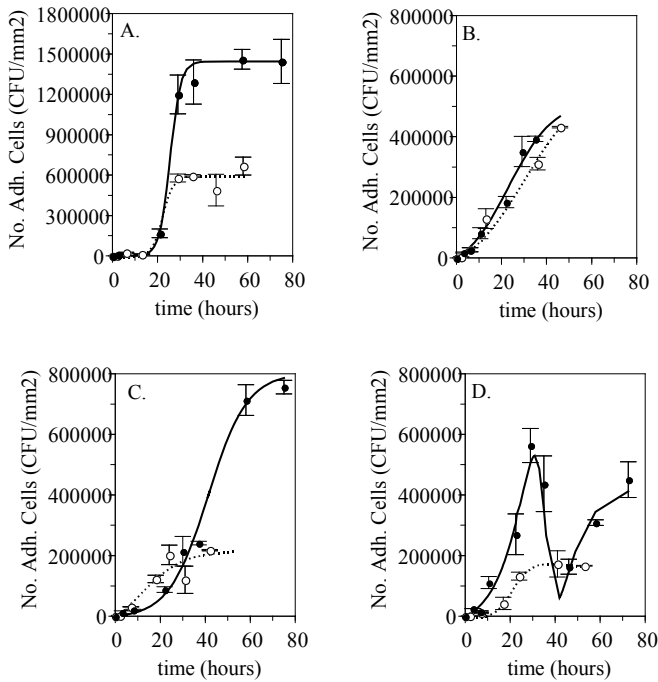 A.
No. Adh. Cells (CFU/mm2)
1800000
1500000
1200000
900000
600000
300000
0
0 20 40 60 80
time (hours)
B.
No. Adh. Cells (CFU/mm2)
800000
600000
400000
200000
0
0 20 40 60 80
time (hours)
C.
No. Adh. Cells (CFU/mm2)
800000
600000
400000
200000
0
0 20 40 60 80
time (hours)
D.
No. Adh. Cells (CFU/mm2)
800000
600000
400000
200000
0
0 20 40 60 80
time (hours)